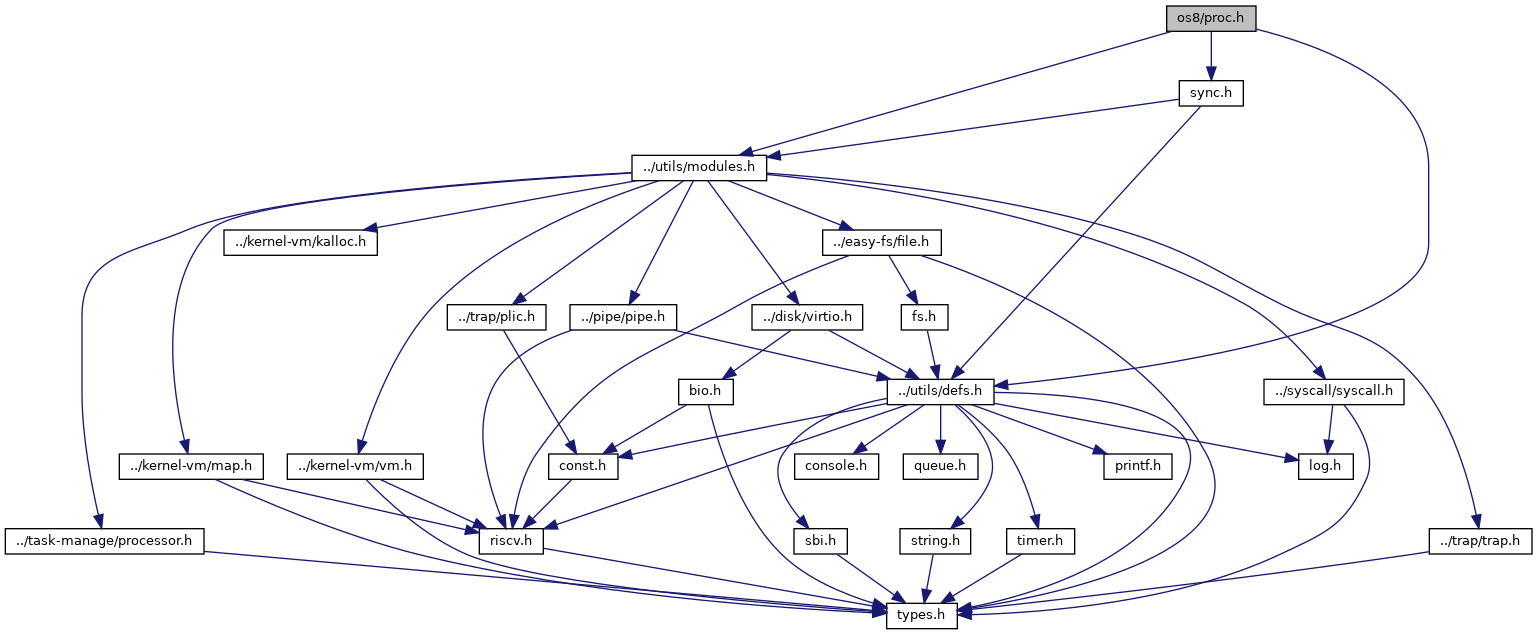 os8/proc.h
sync.h
../utils/modules.h
../kernel-vm/kalloc.h
../easy-fs/file.h
../trap/plic.h
../pipe/pipe.h
../disk/virtio.h
fs.h
bio.h
../utils/defs.h
../syscall/syscall.h
../kernel-vm/map.h
../kernel-vm/vm.h
const.h
console.h
queue.h
printf.h
log.h
../task-manage/processor.h
riscv.h
sbi.h
string.h
timer.h
../trap/trap.h
types.h